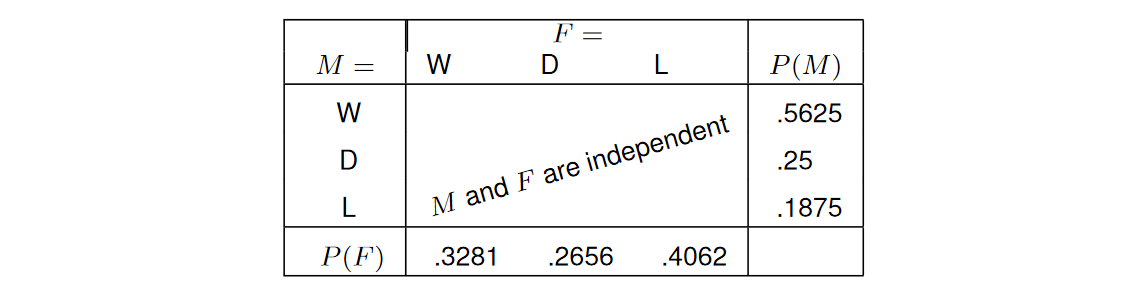 F =
M = W D L P(M)
W .5625
D .25
L .1875
M and F are independent
P(F) .3281 .2656 .4062